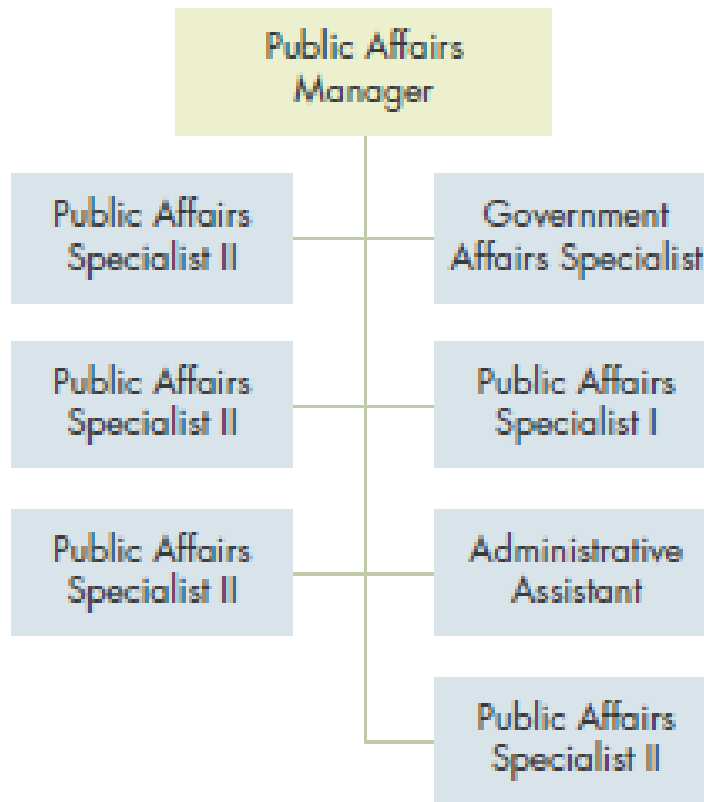 Public Affairs
Manager
Public Affairs
Specialist II
Government
Affairs Specialist
Public Affairs
Specialist II
Public Affairs
Specialist I
Public Affairs
Specialist II
Administrative
Assistant
Public Affairs
Specialist II